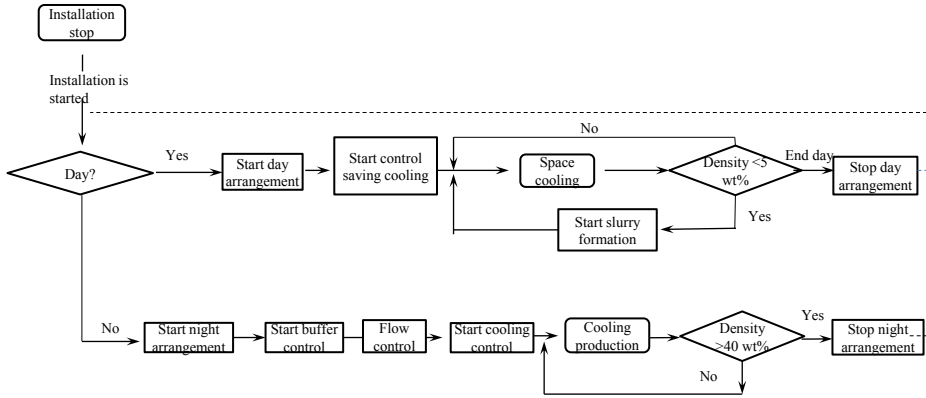 Installation
stop
Installation is
started
No
Yes
Start day
arrangement
Start control
saving cooling
Space
cooling
Density <5
wt%
End day
Stop day
arrangement
Day?
Yes
Start slurry
formation
No
Start night
arrangement
Start buffer
control
Flow
control
Start cooling
control
Cooling
production
Density
>40 wt%
Yes
Stop night
arrangement
No